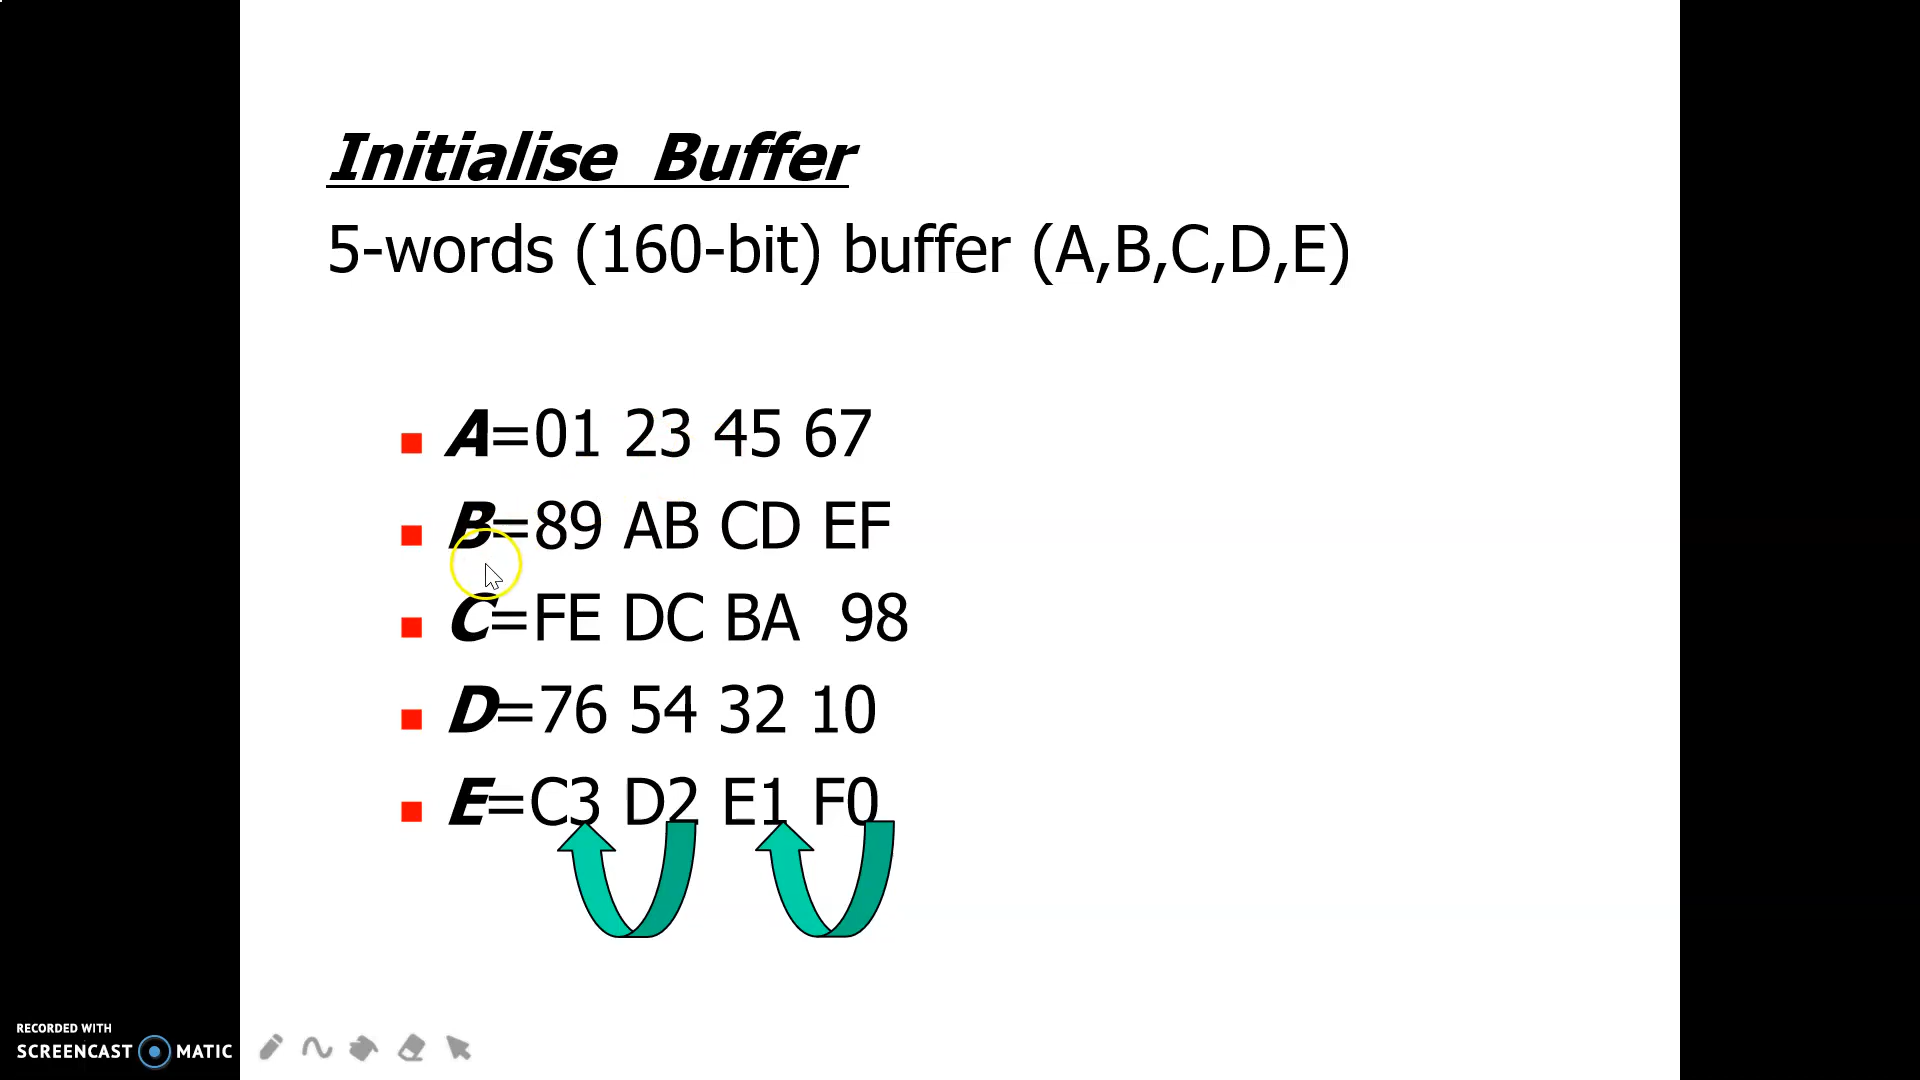 Initialise Buffer
5-words (160-bit) buffer (A,B,C,D,E)
A=01 23 45 67
B=89 AB CD EF
C=FE DC BA 98
D=76 54 32 10
E=C3 D2 E1 F0
RECORDED WITH
SCREENCAST MATIC